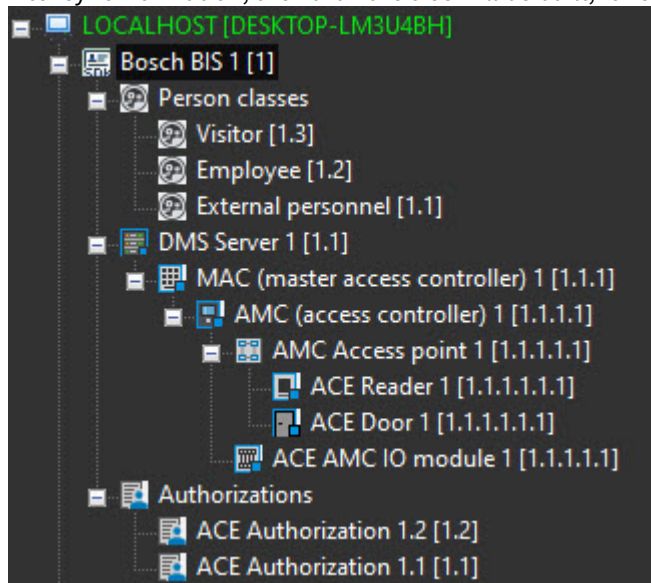 LOCALHOST [DESKTOP-LM3U4BH]
Bosch BIS 1 [1]
Person classes
Visitor [1.3]
Employee [1.2]
External personnel [1.1]
DMS Server 1 [1.1]
MAC (master access controller) 1 [1.1.1]
AMC (access controller) 1 [1.1.1.1]
AMC Access point 1 [1.1.1.1.1]
ACE Reader 1 [1.1.1.1.1.1]
ACE Door 1 [1.1.1.1.1.1]
ACE AMC IO module 1 [1.1.1.1.1]
Authorizations
ACE Authorization 1.2 [1.2]
ACE Authorization 1.1 [1.1]